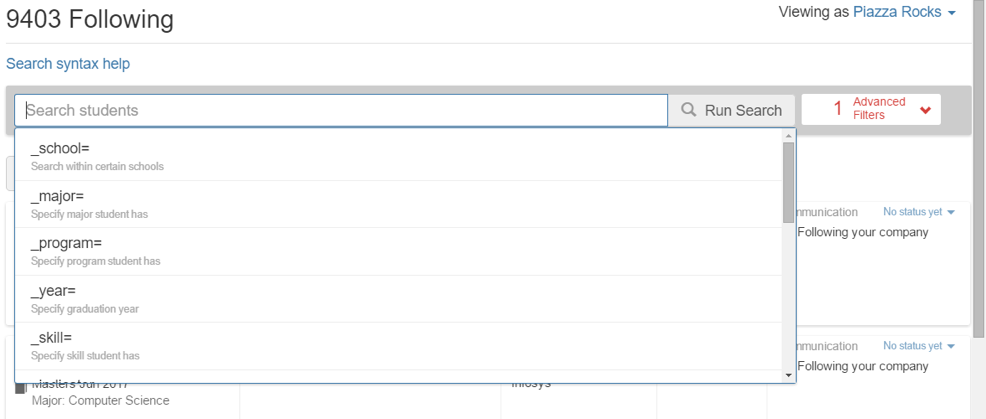 9403 Following
Viewing as Piazza Rocks
Search syntax help
Search students
Run Search
1 Advanced
Filters
_school=
Search within certain schools
_major=
Specify major student has
_program=
Specify program student has
_year=
Specify graduation year
_skill=
Specify skill student has
No status yet
Following your company
No status yet
Following your company
Masters Jun 2017
Major: Computer Science
Infosys